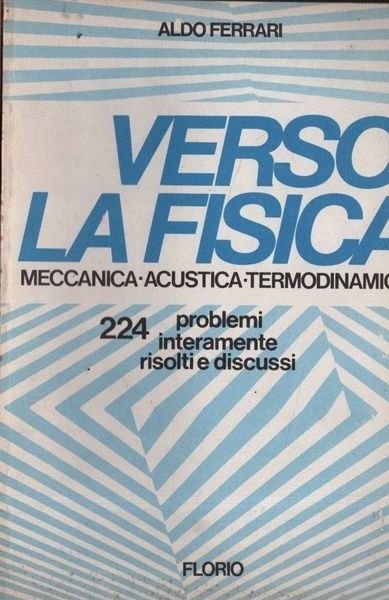 ALDO FERRARI
VERSO
LA FISICA
MECCANICA·ACUSTICA·TERMODINAMIC
224 problemi
interamente
risolti e discussi
FLORIO